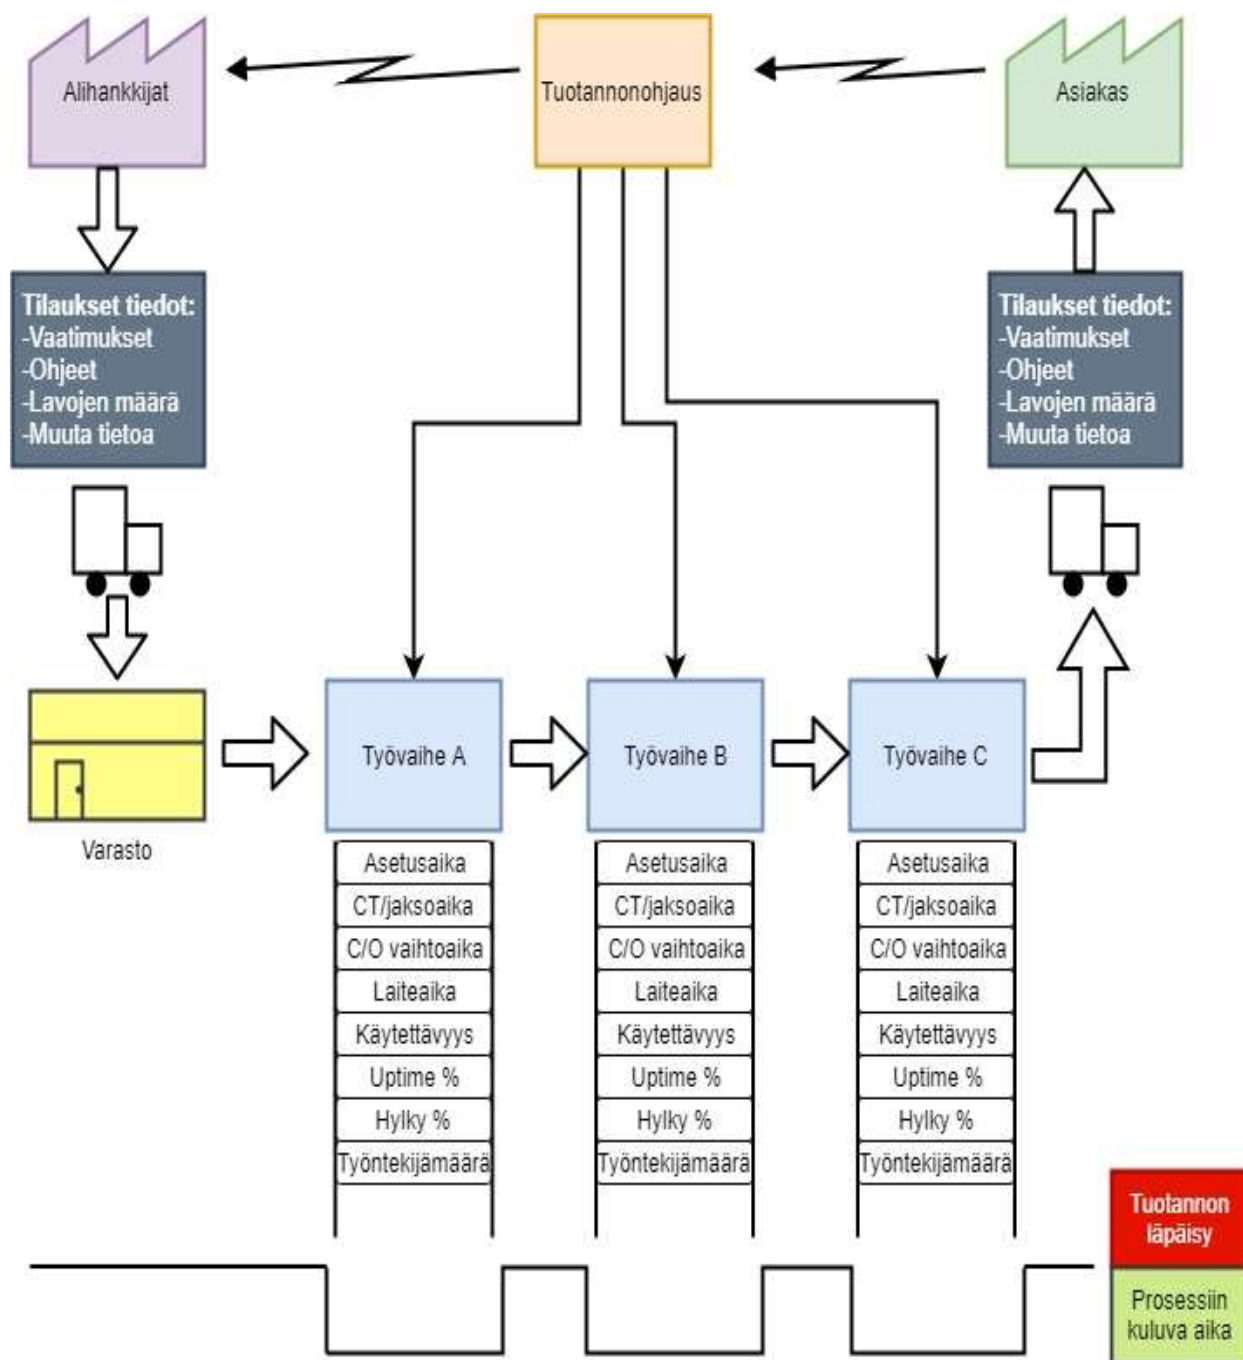 Alihankkijat
Tuotannonohjaus
Asiakas
Tilaukset tiedot:
-Vaatimukset
-Ohjeet
-Lavojen määrä
-Muuta tietoa
Tilaukset tiedot:
-Vaatimukset
-Ohjeet
-Lavojen määrä
-Muuta tietoa
Varasto
Työvaihe A
Työvaihe B
Työvaihe C
Asetusaika
CT/jaksoaika
C/O vaihtoaika
Laiteaika
Käytettävyys
Uptime %
Hylky %
Työntekijämäärä
Asetusaika
CT/jaksoaika
C/O vaihtoaika
Laiteaika
Käytettävyys
Uptime %
Hylky %
Työntekijämäärä
Asetusaika
CT/jaksoaika
C/O vaihtoaika
Laiteaika
Käytettävyys
Uptime %
Hylky %
Työntekijämäärä
Tuotannon
läpäisy
Prosessiin
kuluva aika